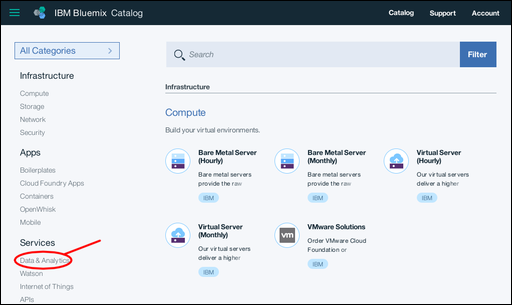 IBM Bluemix Catalog
Catalog
Support
Account
All Categories
Infrastructure
Compute
Storage
Network
Security
Apps
Boilerplates
Cloud Foundry Apps
Containers
OpenWhisk
Mobile
Services
Data & Analytics
Watson
Internet of Things
APIs
Search
Filter
Infrastructure
Compute
Build your virtual environments.
Bare Metal Server
(Hourly)
Bare metal servers
provide the raw
IBM
Bare Metal Server
(Monthly)
Bare metal servers
provide the raw
IBM
Virtual Server
(Hourly)
Our virtual servers
deliver a higher
IBM
Virtual Server
(Monthly)
Our virtual servers
deliver a higher
IBM
vm
VMware Solutions
Order VMware Cloud
Foundation or
IBM